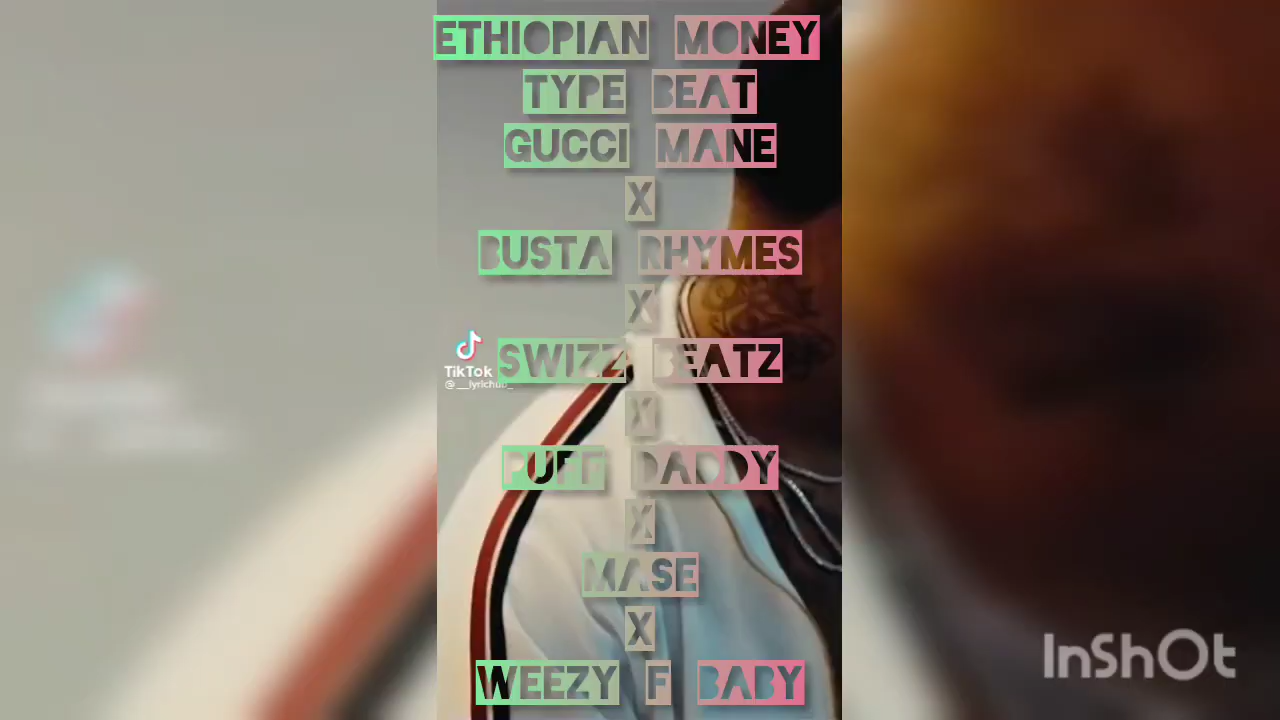 ETHIOPIAN MONEY
TYPE BEAT
GUCCI MANE
X
BUSTA RHYMES
X
SWIZZ BEATZ
X
PUFF DADDY
X
MASE
X
WEEZY F BABY
TikTok
InShOt